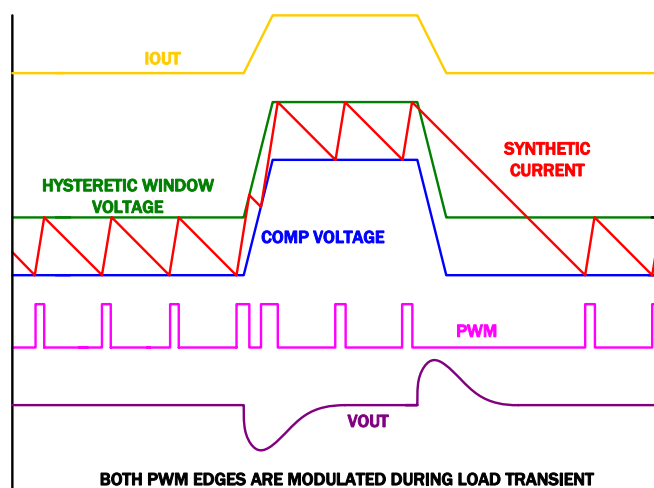 IOUT
SYNTHETIC
CURRENT
HYSTERETIC WINDOW
VOLTAGE
COMP VOLTAGE
PWM
VOUT
BOTH PWM EDGES ARE MODULATED DURING LOAD TRANSIENT